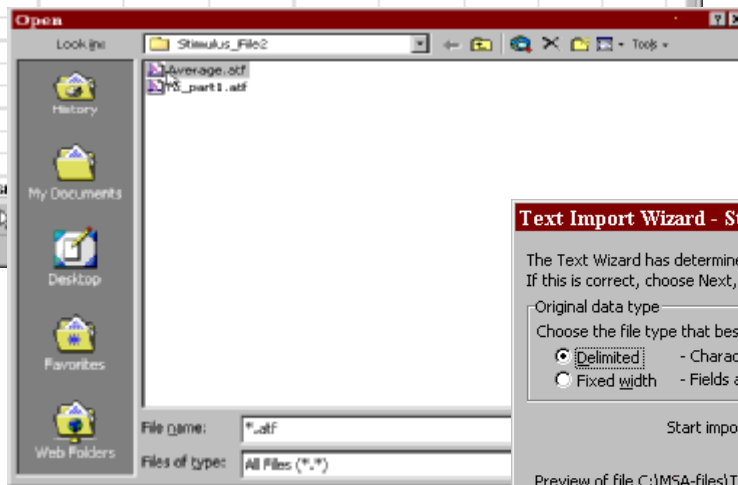 Open
Look in:
Stimulus_File2
Tools
Average.atf
History
My Documents
Desktop
Favorites
Web Folders
File name:
*.atf
Files of type:
All Files (*.*)
Text Import Wizard - St
The Text Wizard has determine
If this is correct, choose Next,
Original data type
Choose the file type that bes
Delimited - Charac
Fixed width - Fields a
Start impo
Preview of file C:\MSA-files\T